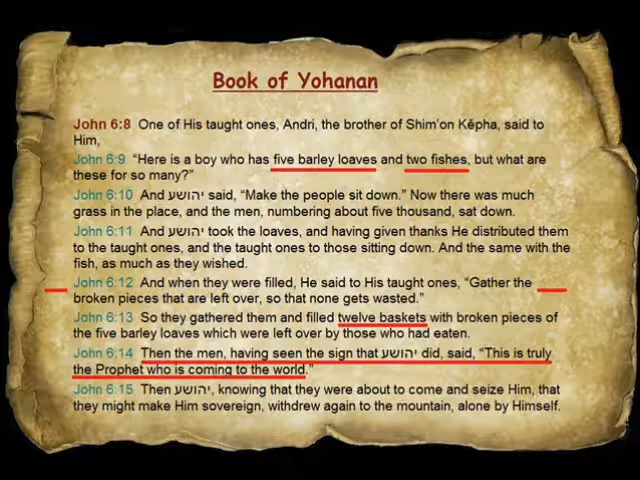 Book of Yohanan
John 6:8 One of His taught ones, Andri, the brother of Shim’on Kĕpha, said to
Him,
John 6:9 “Here is a boy who has five barley loaves and two fishes, but what are
these for so many?”
John 6:10 And יהושע said, “Make the people sit down.” Now there was much
grass in the place, and the men, numbering about five thousand, sat down.
John 6:11 And יהושע took the loaves, and having given thanks He distributed them
to the taught ones, and the taught ones to those sitting down. And the same with the
fish, as much as they wished.
John 6:12 And when they were filled, He said to His taught ones, “Gather the
broken pieces that are left over, so that none gets wasted.”
John 6:13 So they gathered them and filled twelve baskets with broken pieces of
the five barley loaves which were left over by those who had eaten.
John 6:14 Then the men, having seen the sign that יהושע did, said, “This is truly
the Prophet who is coming to the world.”
John 6:15 Then יהושע, knowing that they were about to come and seize Him, that
they might make Him sovereign, withdrew again to the mountain, alone by Himself.